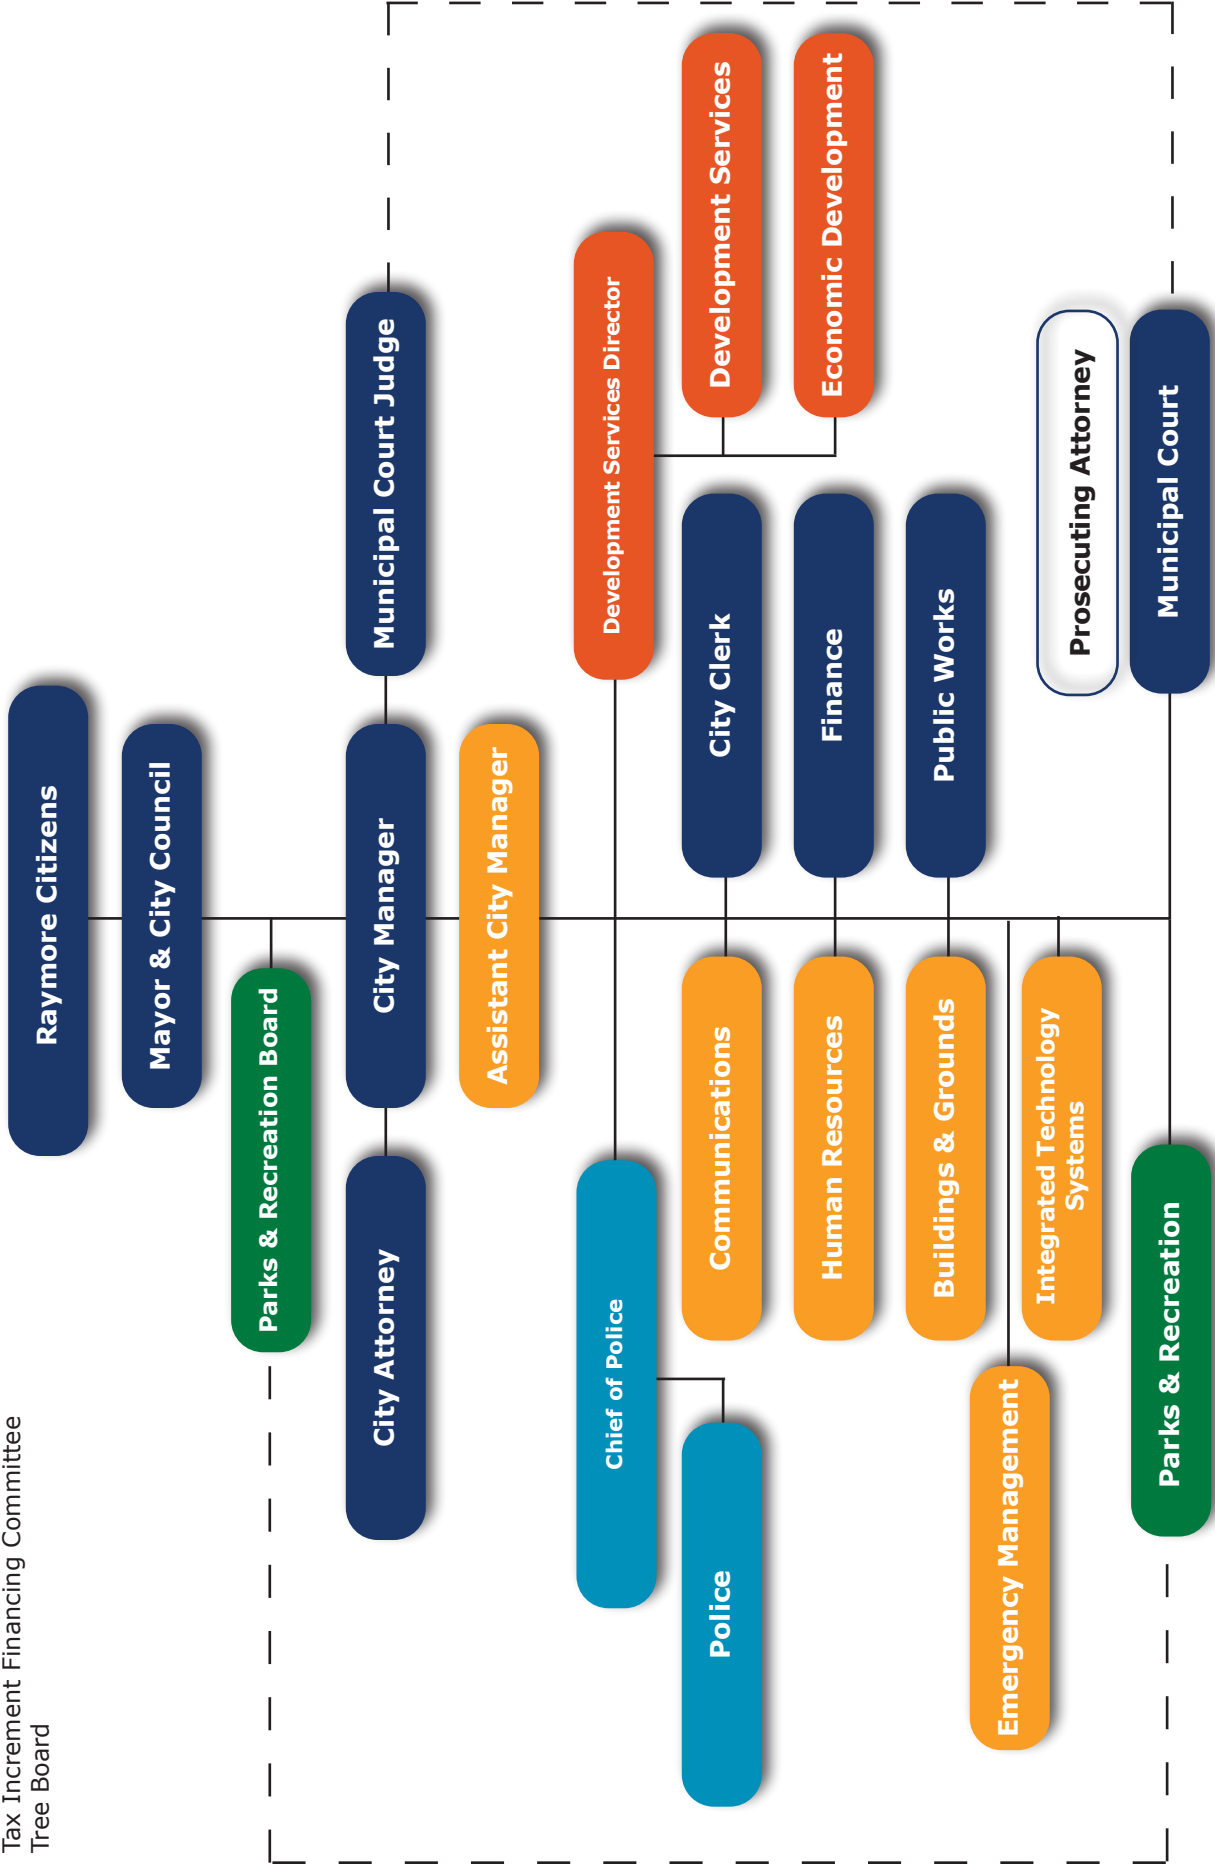 Tax Increment Financing Committee
Tree Board
Raymore Citizens
Mayor & City Council
Parks & Recreation Board
City Attorney
City Manager
Municipal Court Judge
Assistant City Manager
Chief of Police
Development Services Director
Police
Communications
City Clerk
Development Services
Human Resources
Finance
Economic Development
Buildings & Grounds
Public Works
Emergency Management
Integrated Technology
Systems
Prosecuting Attorney
Parks & Recreation
Municipal Court